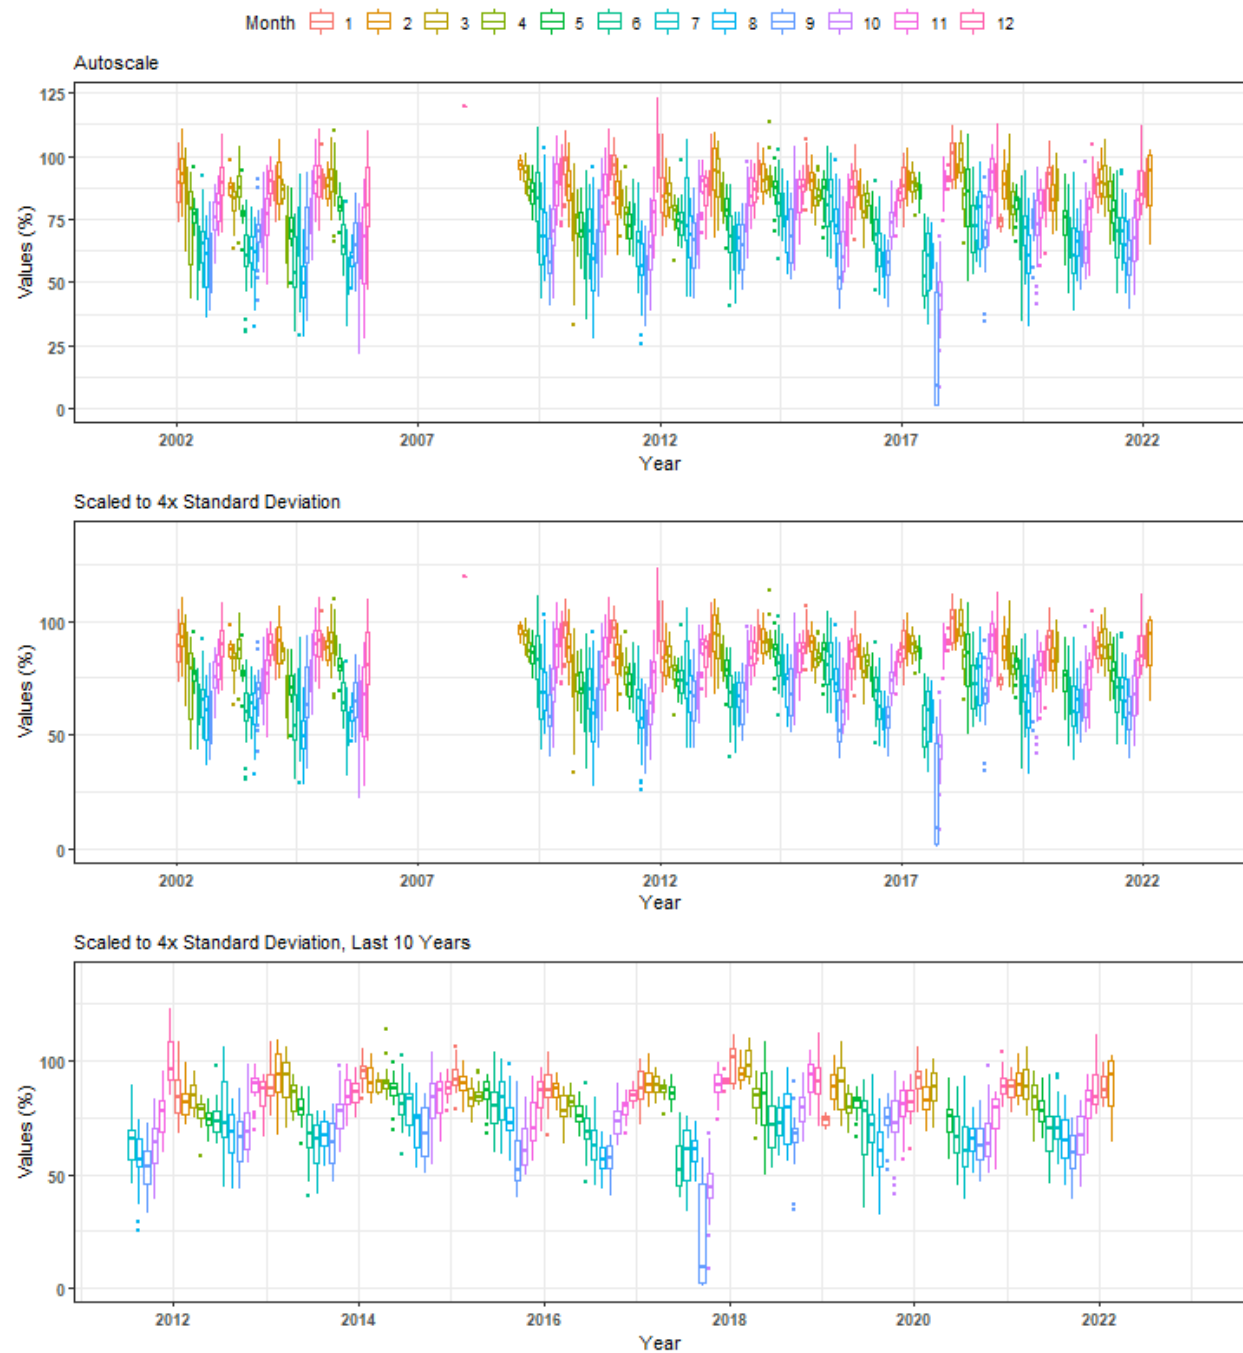 Month 1 2 3 4 5 6 7 8 9 10 11 12
Autoscale
125
100
75
50
25
0
Values (%)
2002 2007 2012 2017 2022
Year
Scaled to 4x Standard Deviation
100
50
0
Values (%)
2002 2007 2012 2017 2022
Year
Scaled to 4x Standard Deviation, Last 10 Years
100
50
0
Values (%)
2012 2014 2016 2018 2020 2022
Year